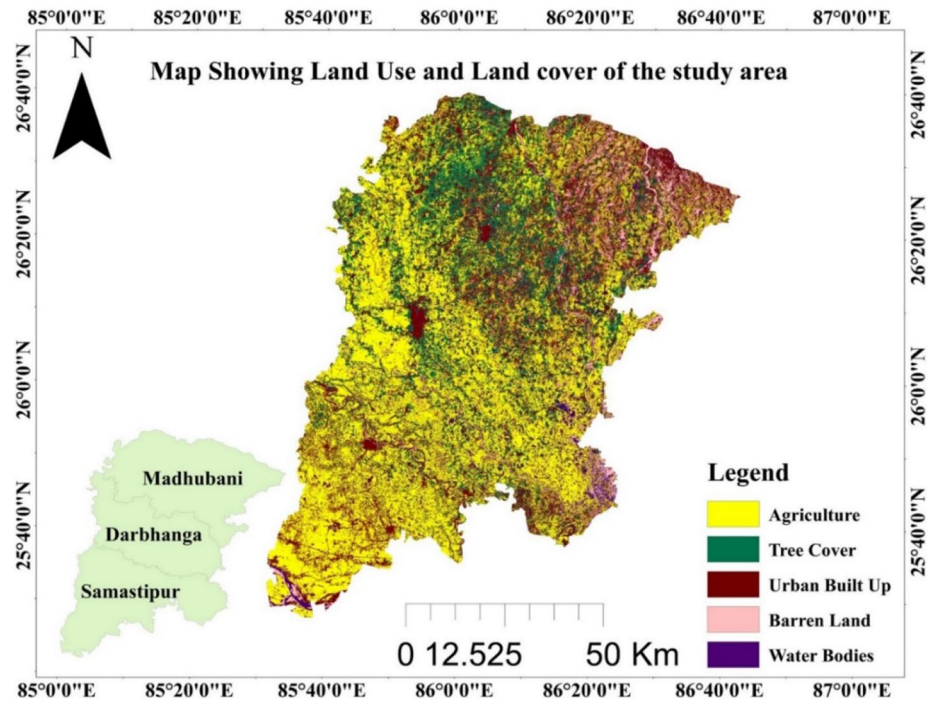 85°0'0"E 85°20'0"E 85°40'0"E 86°0'0"E 86°20'0"E 86°40'0"E 87°0'0"E
N
Map Showing Land Use and Land cover of the study area
26°40'0"N
26°40'0"N
26°20'0"N
26°20'0"N
26°0'0"N
26°0'0"N
25°40'0"N
25°40'0"N
Madhubani
Darbhanga
Samastipur
Legend
Agriculture
Tree Cover
Urban Built Up
Barren Land
Water Bodies
0 12.525 50 Km
85°0'0"E 85°20'0"E 85°40'0"E 86°0'0"E 86°20'0"E 86°40'0"E 87°0'0"E